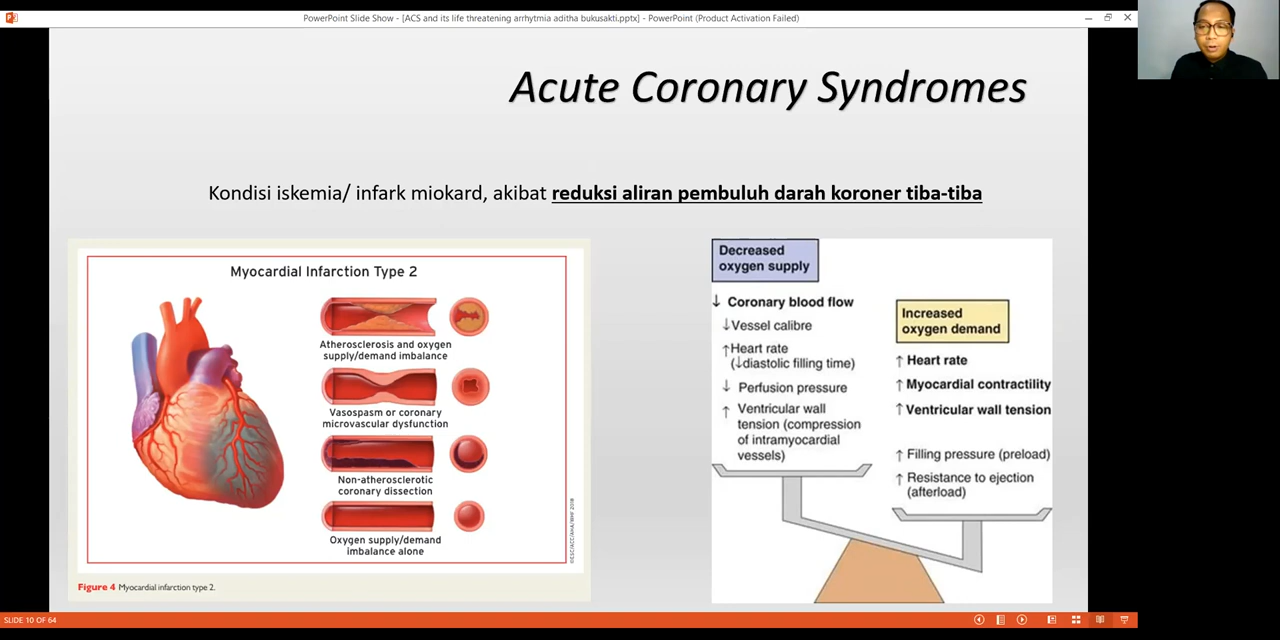 PowerPoint Slide Show - [ACS and its life threatening arrhytmia aditha bukusakti.pptx] - PowerPoint (Product Activation Failed)
Acute Coronary Syndromes
Kondisi iskemia/ infark miokard, akibat reduksi aliran pembuluh darah koroner tiba-tiba
Myocardial Infarction Type 2
Atherosclerosis and oxygen
supply/demand imbalance
Vasospasm or coronary
microvascular dysfunction
Non-atherosclerotic
coronary dissection
Oxygen supply/demand
imbalance alone
©ESC/ACC/AHA/WHF 2018
Figure 4 Myocardial infarction type 2.
Decreased
oxygen supply
↓ Coronary blood flow
↓Vessel calibre
↑Heart rate
(↓diastolic filling time)
↓ Perfusion pressure
↑ Ventricular wall
tension (compression
of intramyocardial
vessels)
Increased
oxygen demand
↑ Heart rate
↑ Myocardial contractility
↑ Ventricular wall tension
↑ Filling pressure (preload)
↑ Resistance to ejection
(afterload)
SLIDE 10 OF 64